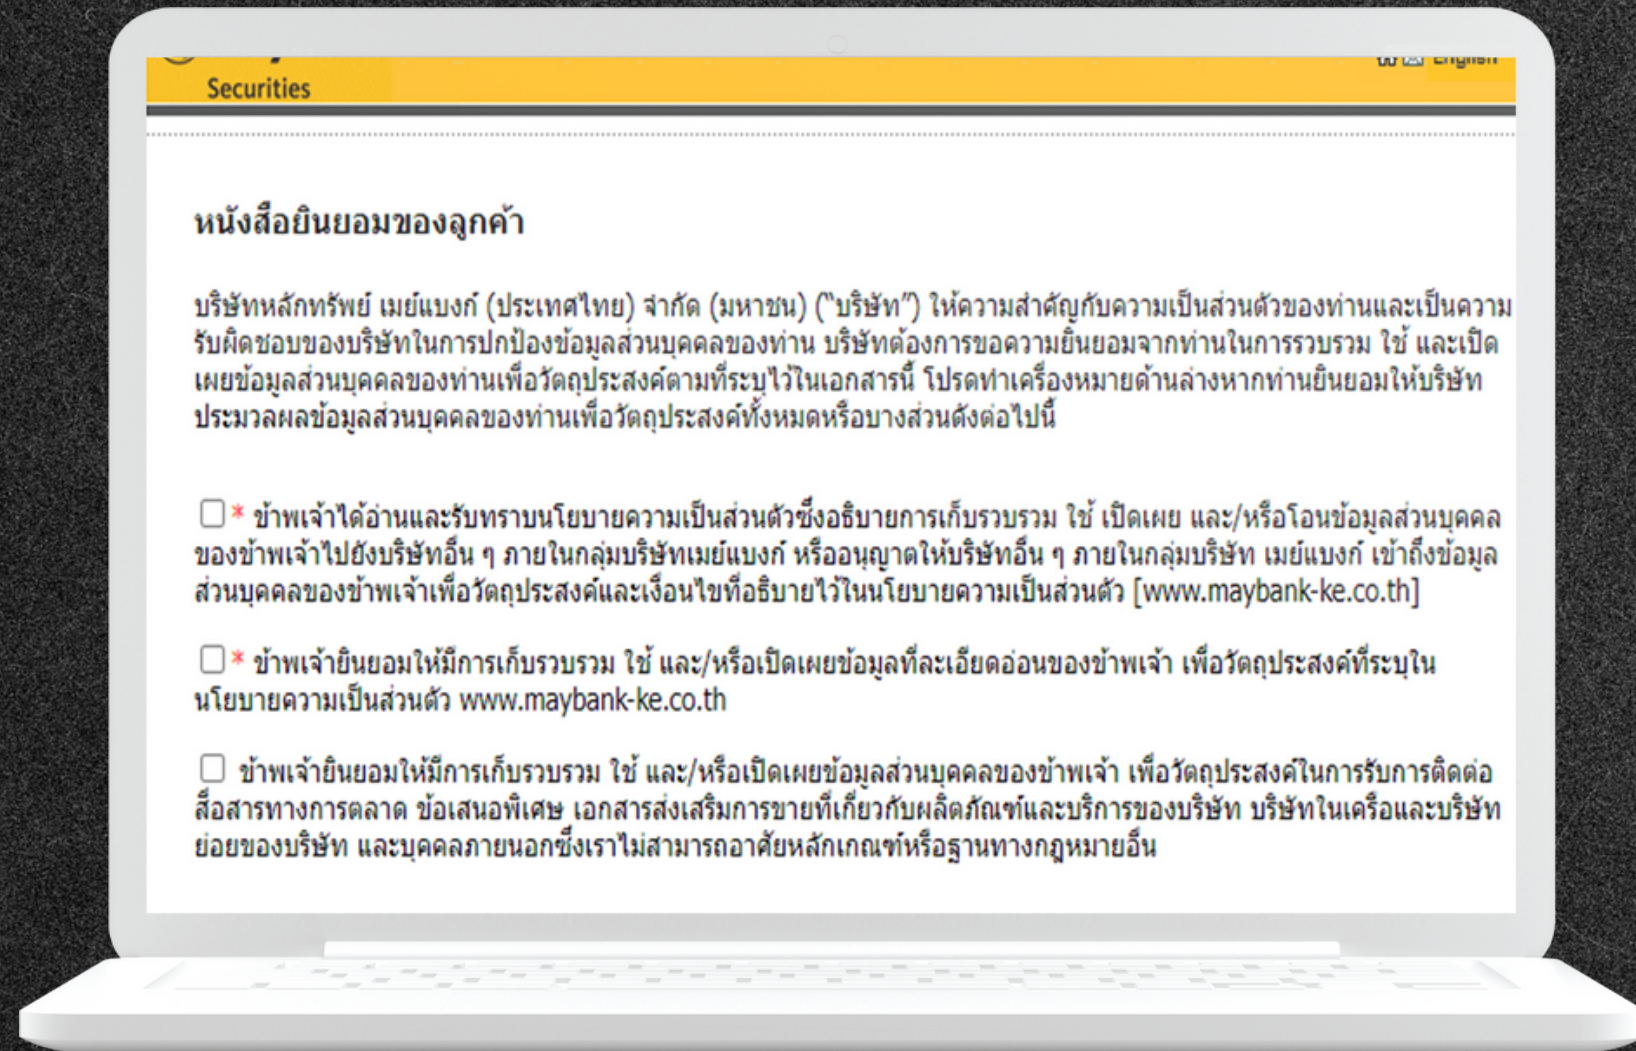 Securities
English
หนังสือยินยอมของลูกค้า
บริษัทหลักทรัพย์ เมย์แบงก์ (ประเทศไทย) จำกัด (มหาชน) ("บริษัท") ให้ความสำคัญกับความเป็นส่วนตัวของท่านและเป็นความ
รับผิดชอบของบริษัทในการปกป้องข้อมูลส่วนบุคคลของท่าน บริษัทต้องการขอความยินยอมจากท่านในการรวบรวม ใช้ และเปิด
เผยข้อมูลส่วนบุคคลของท่านเพื่อวัตถุประสงค์ตามที่ระบุไว้ในเอกสารนี้ โปรดทำเครื่องหมายด้านล่างหากท่านยินยอมให้บริษัท
ประมวลผลข้อมูลส่วนบุคคลของท่านเพื่อวัตถุประสงค์ทั้งหมดหรือบางส่วนดังต่อไปนี้
* ข้าพเจ้าได้อ่านและรับทราบนโยบายความเป็นส่วนตัวซึ่งอธิบายการเก็บรวบรวม ใช้ เปิดเผย และ/หรือโอนข้อมูลส่วนบุคคล
ของข้าพเจ้าไปยังบริษัทอื่น ๆ ภายในกลุ่มบริษัทเมย์แบงก์ หรืออนุญาตให้บริษัทอื่น ๆ ภายในกลุ่มบริษัท เมย์แบงก์ เข้าถึงข้อมูล
ส่วนบุคคลของข้าพเจ้าเพื่อวัตถุประสงค์และเงื่อนไขที่อธิบายไว้ในนโยบายความเป็นส่วนตัว [www.maybank-ke.co.th]
* ข้าพเจ้ายินยอมให้มีการเก็บรวบรวม ใช้ และ/หรือเปิดเผยข้อมูลที่ละเอียดอ่อนของข้าพเจ้า เพื่อวัตถุประสงค์ที่ระบุใน
นโยบายความเป็นส่วนตัว www.maybank-ke.co.th
ข้าพเจ้ายินยอมให้มีการเก็บรวบรวม ใช้ และ/หรือเปิดเผยข้อมูลส่วนบุคคลของข้าพเจ้า เพื่อวัตถุประสงค์ในการรับการติดต่อ
สื่อสารทางการตลาด ข้อเสนอพิเศษ เอกสารส่งเสริมการขายที่เกี่ยวกับผลิตภัณฑ์และบริการของบริษัท บริษัทในเครือและบริษัท
ย่อยของบริษัท และบุคคลภายนอกซึ่งเราไม่สามารถอาศัยหลักเกณฑ์หรือฐานทางกฎหมายอื่น